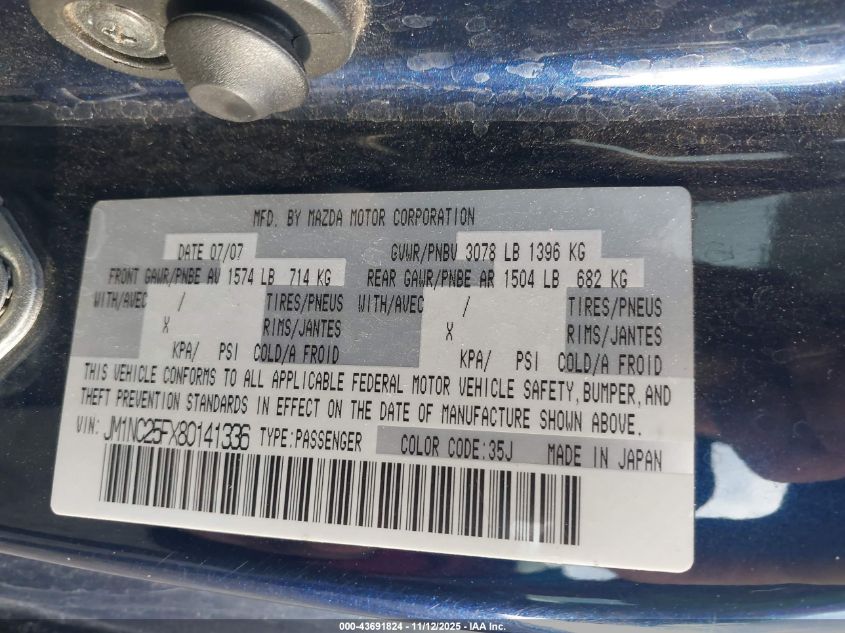 MFD. BY MAZDA MOTOR CORPORATION
DATE 07/07 GVWR/PNBV 3078 LB 1396 KG
FRONT GAWR/PNBE AV 1574 LB 714 KG REAR GAWR/PNBE AR 1504 LB 682 KG
WITH/AVEC / TIRES/PNEUS WITH/AVEC / TIRES/PNEUS
X RIMS/JANTES X RIMS/JANTES
KPA/ PSI COLD/A FROID KPA/ PSI COLD/A FROID
THIS VEHICLE CONFORMS TO ALL APPLICABLE FEDERAL MOTOR VEHICLE SAFETY, BUMPER, AND
THEFT PREVENTION STANDARDS IN EFFECT ON THE DATE OF MANUFACTURE SHOWN ABOVE.
VIN: JM1NC25FX80141336 TYPE:PASSENGER COLOR CODE:35J MADE IN JAPAN
000-43691824 - 11/12/2025 - IAA Inc.